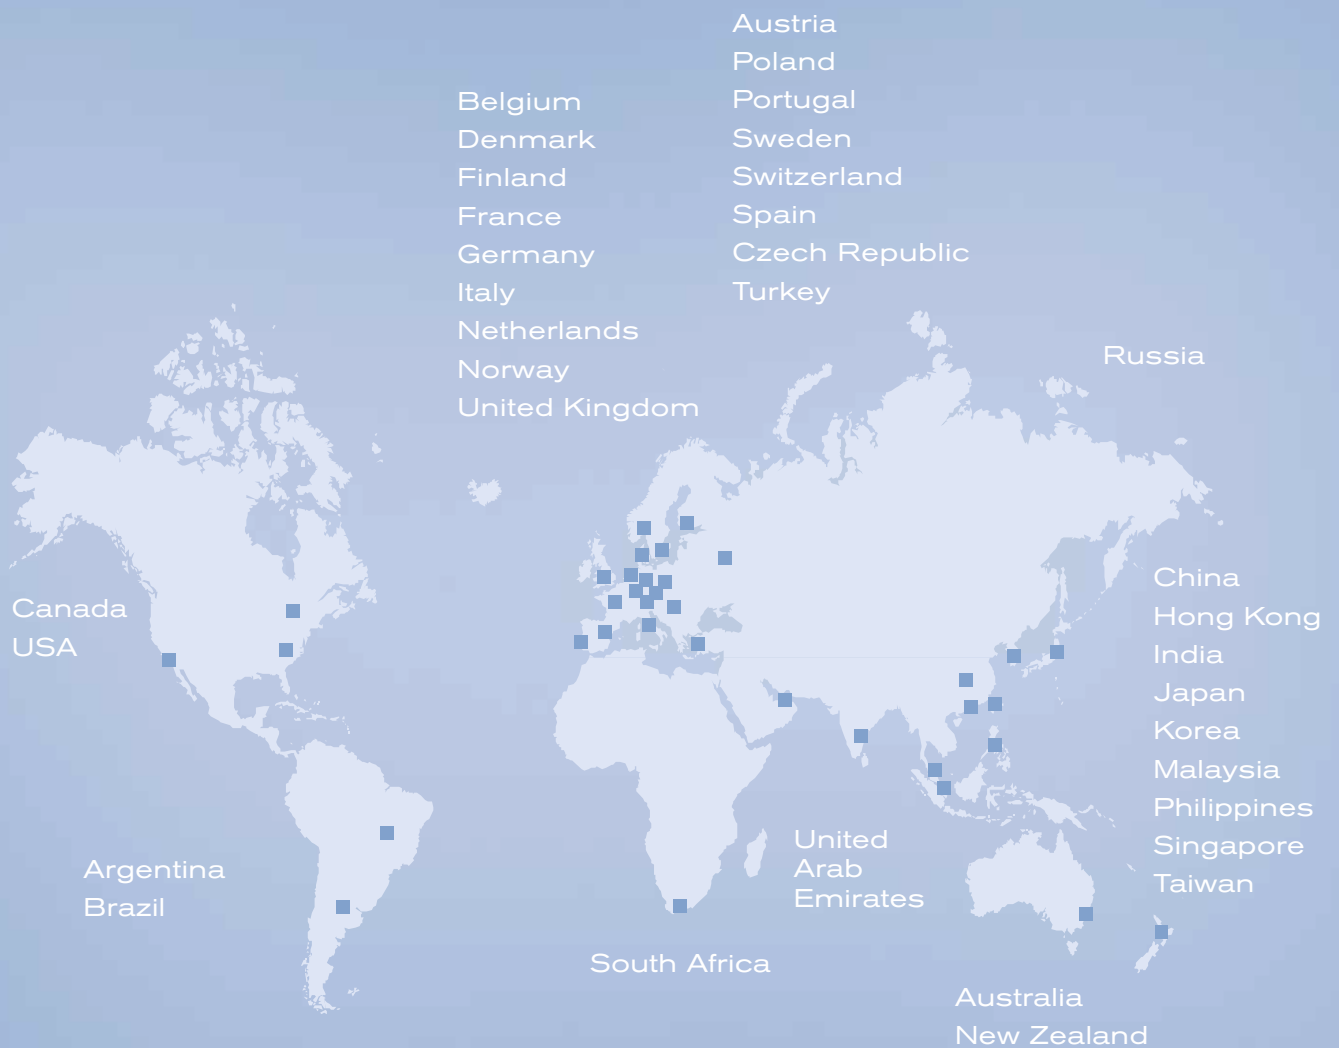 Austria
Poland
Portugal
Sweden
Switzerland
Spain
Czech Republic
Turkey
Belgium
Denmark
Finland
France
Germany
Italy
Netherlands
Norway
United Kingdom
Russia
Canada
USA
China
Hong Kong
India
Japan
Korea
Malaysia
Philippines
Singapore
Taiwan
Argentina
Brazil
United
Arab
Emirates
South Africa
Australia
New Zealand